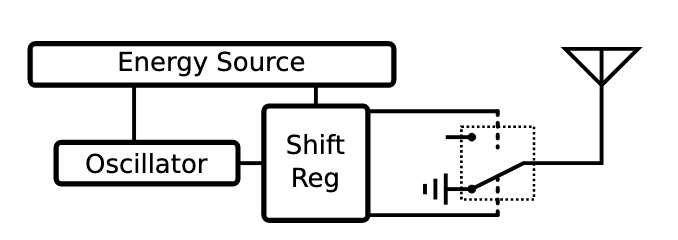 Energy Source
Oscillator
Shift
Reg